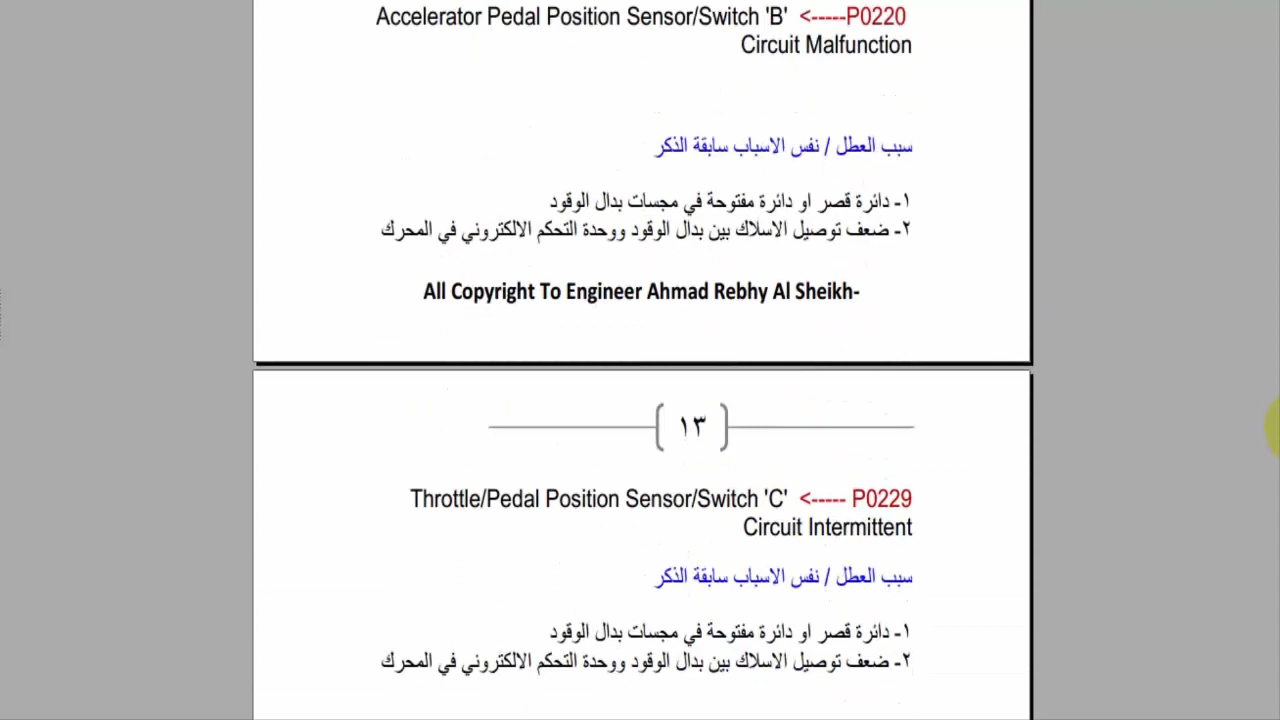 Accelerator Pedal Position Sensor/Switch 'B' <-----P0220
Circuit Malfunction
سبب العطل / نفس الاسباب سابقة الذكر
١- دائرة قصر او دائرة مفتوحة في مجسات بدال الوقود
٢- ضعف توصيل الاسلاك بين بدال الوقود ووحدة التحكم الالكتروني في المحرك
All Copyright To Engineer Ahmad Rebhy Al Sheikh-
١٣
Throttle/Pedal Position Sensor/Switch 'C' <----- P0229
Circuit Intermittent
سبب العطل / نفس الاسباب سابقة الذكر
١- دائرة قصر او دائرة مفتوحة في مجسات بدال الوقود
٢- ضعف توصيل الاسلاك بين بدال الوقود ووحدة التحكم الالكتروني في المحرك